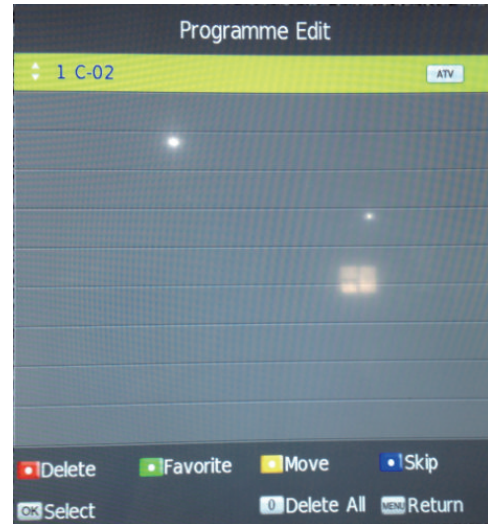 Programme Edit
1 C-02 ATV
Delete Favorite Move Skip
OK Select 0 Delete All MENU Return